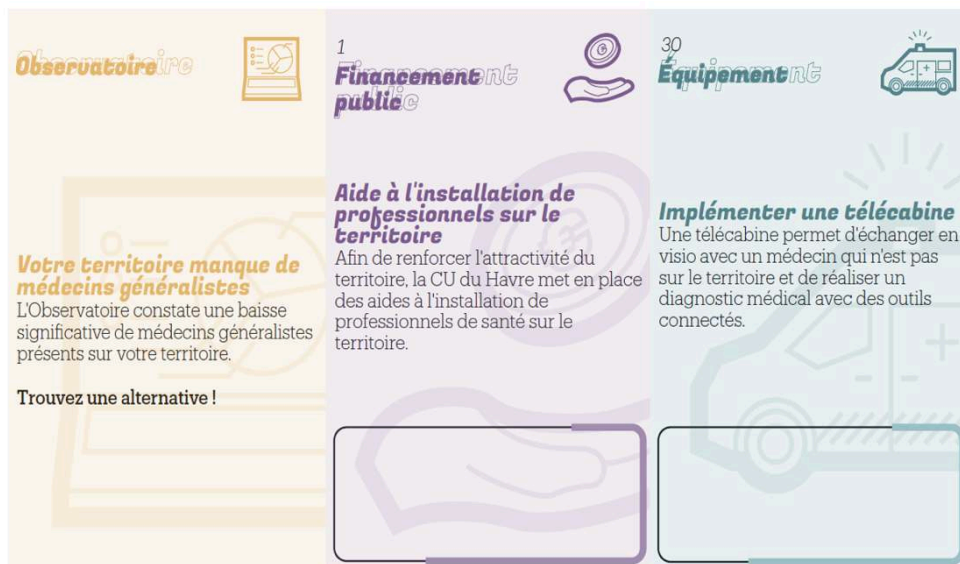 Observatoire
Votre territoire manque de
médecins généralistes
L'Observatoire constate une baisse
significative de médecins généralistes
présents sur votre territoire.
Trouvez une alternative !
1
Financement
public
Aide à l'installation de
professionnels sur le
territoire
Afin de renforcer l'attractivité du
territoire, la CU du Havre met en place
des aides à l'installation de
professionnels de santé sur le
territoire.
30
Équipement
Implémenter une télécabine
Une télécabine permet d'échanger en
visio avec un médecin qui n'est pas
sur le territoire et de réaliser un
diagnostic médical avec des outils
connectés.